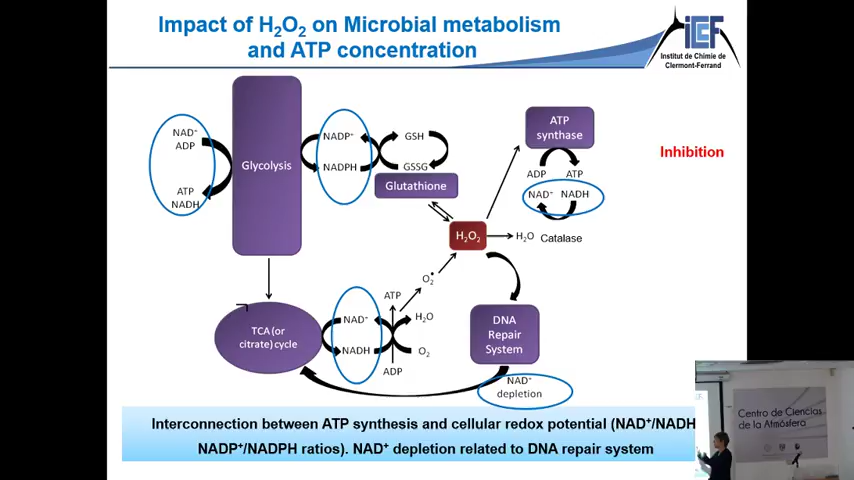 Impact of H₂O₂ on Microbial metabolism
and ATP concentration
iCCF
Institut de Chimie de
Clermont-Ferrand
NAD⁺
ADP
ATP
NADH
Glycolysis
NADP⁺
NADPH
GSH
GSSG
Glutathione
ATP
synthase
ADP
ATP
NAD⁺
NADH
Inhibition
H₂O₂
H₂O
Catalase
O₂•
ATP
H₂O
TCA (or
citrate) cycle
NAD⁺
NADH
O₂
ADP
DNA
Repair
System
NAD⁺
depletion
Interconnection between ATP synthesis and cellular redox potential (NAD⁺/NADH
NADP⁺/NADPH ratios). NAD⁺ depletion related to DNA repair system
Centro de Ciencias
de la Atmósfera